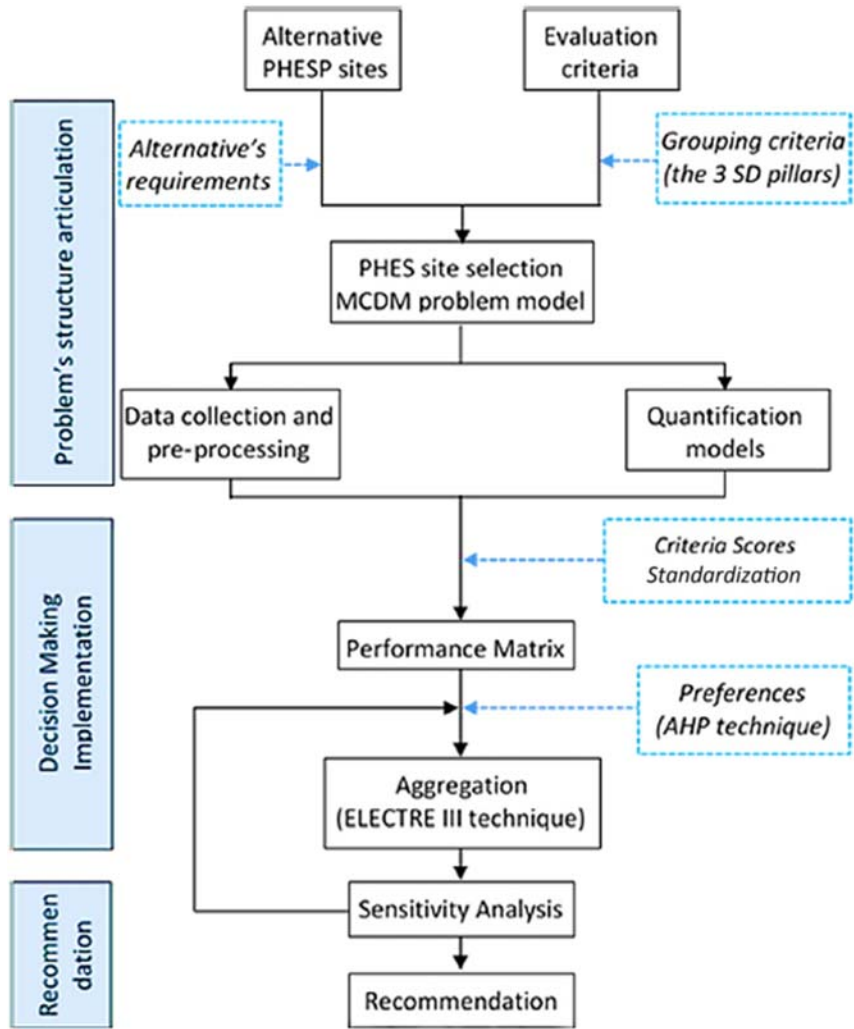 Alternative
PHESP sites
Evaluation
criteria
Problem's structure articulation
Alternative's
requirements
Grouping criteria
(the 3 SD pillars)
PHES site selection
MCDM problem model
Data collection and
pre-processing
Quantification
models
Decision Making
Implementation
Criteria Scores
Standardization
Performance Matrix
Preferences
(AHP technique)
Aggregation
(ELECTRE III technique)
Recommen
dation
Sensitivity Analysis
Recommendation